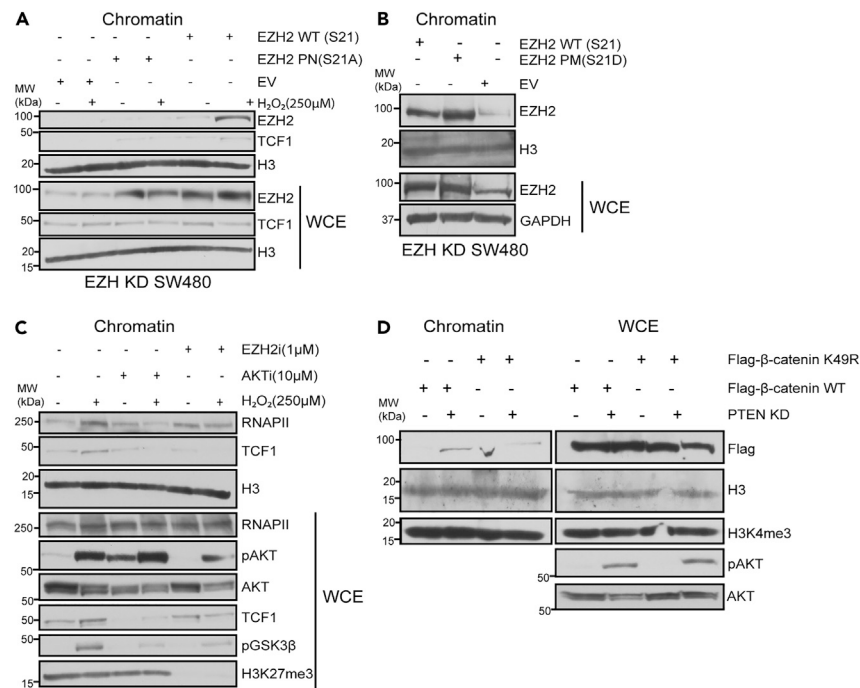 A
Chromatin
- - - - + + EZH2 WT (S21)
- - + + - - EZH2 PN(S21A)
+ + - - - - EV
- + - + - + H₂O₂(250µM)
MW
(kDa)
100 EZH2
50 TCF1
20 H3
100 EZH2
50 TCF1
20 H3
15
WCE
EZH KD SW480
B
Chromatin
+ - - EZH2 WT (S21)
- + - EZH2 PM(S21D)
- - + EV
MW
(kDa)
100 EZH2
20 H3
100 EZH2
37 GAPDH
WCE
EZH KD SW480
C
Chromatin
- - - - + + EZH2i(1µM)
- - + + - - AKTi(10µM)
- + - + - + H₂O₂(250µM)
MW
(kDa)
250 RNAPII
50 TCF1
20 H3
15
250 RNAPII
pAKT
50
AKT
50
50 TCF1
50 pGSK3β
H3K27me3
15
WCE
D
Chromatin WCE
- - + + - - + + Flag-β-catenin K49R
+ + - - + + - - Flag-β-catenin WT
- + - + - + - + PTEN KD
MW
(kDa)
100 Flag
20 H3
15
20 H3K4me3
15
pAKT
50
AKT
50